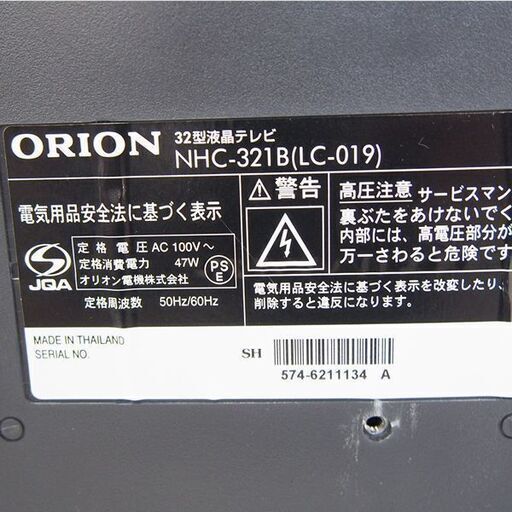 ORION
32型液晶テレビ
NHC-321B(LC-019)
電気用品安全法に基づく表示
JQA
定格電圧 AC 100V～
定格消費電力 47W
オリオン電機株式会社
PS
E
定格周波数 50Hz/60Hz
警告
高圧注意 サービスマン
裏ぶたをあけないでく
内部には、高電圧部分が
万一さわると危険です
電気用品安全法に基づく表示を改変したり、
削除すると違反になります。
MADE IN THAILAND
SERIAL NO.
SH
574-6211134 A